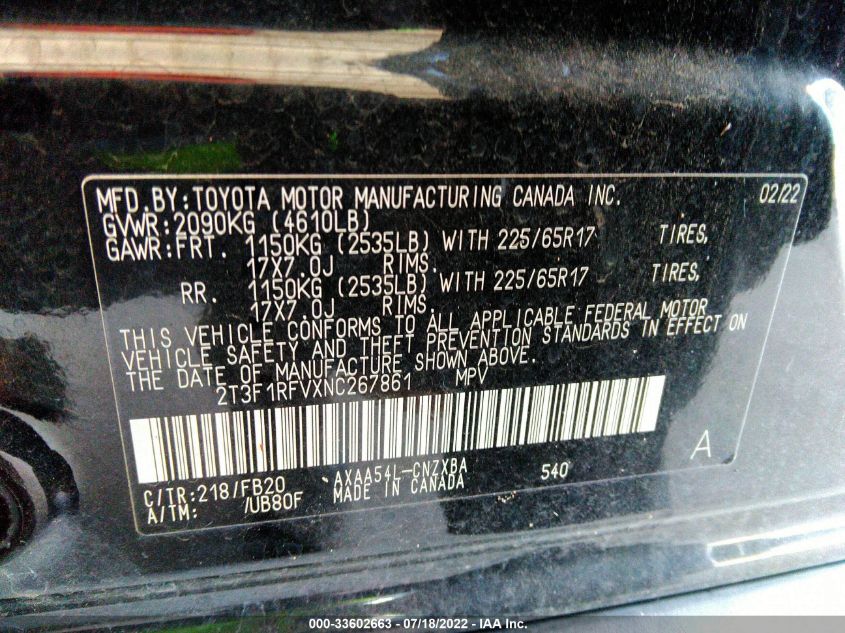 MFD.BY:TOYOTA MOTOR MANUFACTURING CANADA INC. 02/22
GVWR:2090KG (4610LB)
GAWR:FRT. 1150KG (2535LB) WITH 225/65R17 TIRES,
17X7.0J RIMS.
RR. 1150KG (2535LB) WITH 225/65R17 TIRES,
17X7.0J RIMS.
THIS VEHICLE CONFORMS TO ALL APPLICABLE FEDERAL MOTOR
VEHICLE SAFETY AND THEFT PREVENTION STANDARDS IN EFFECT ON
THE DATE OF MANUFACTURE SHOWN ABOVE.
2T3F1RFVXNC267861 MPV
A
C/TR:218/FB20 AXAA54L-CNZXBA 540
A/TM: /UB80F MADE IN CANADA
000-33602663 - 07/18/2022 - IAA Inc.